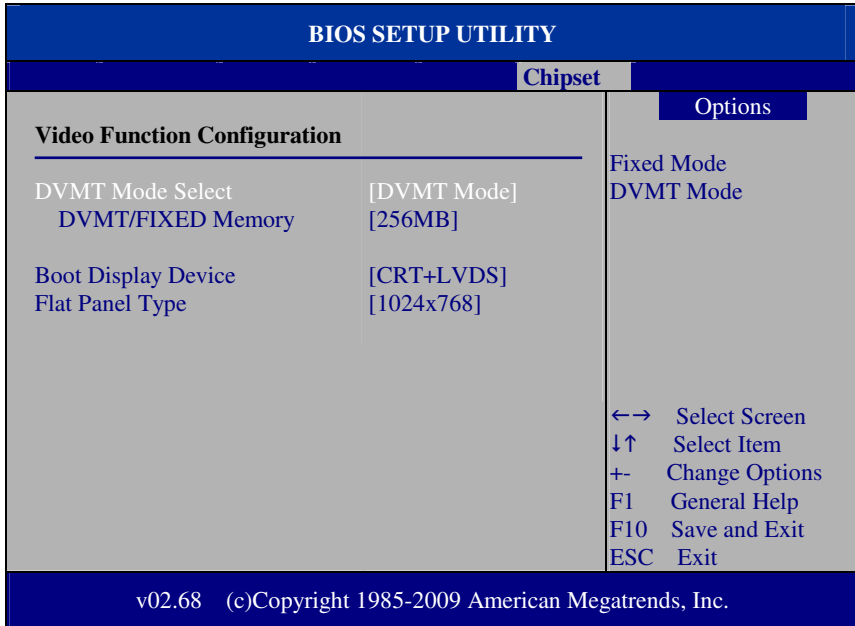 BIOS SETUP UTILITY
Chipset
Video Function Configuration
DVMT Mode Select [DVMT Mode]
DVMT/FIXED Memory [256MB]
Boot Display Device [CRT+LVDS]
Flat Panel Type [1024x768]
Options
Fixed Mode
DVMT Mode
←→ Select Screen
↓↑ Select Item
+- Change Options
F1 General Help
F10 Save and Exit
ESC Exit
v02.68 (c)Copyright 1985-2009 American Megatrends, Inc.